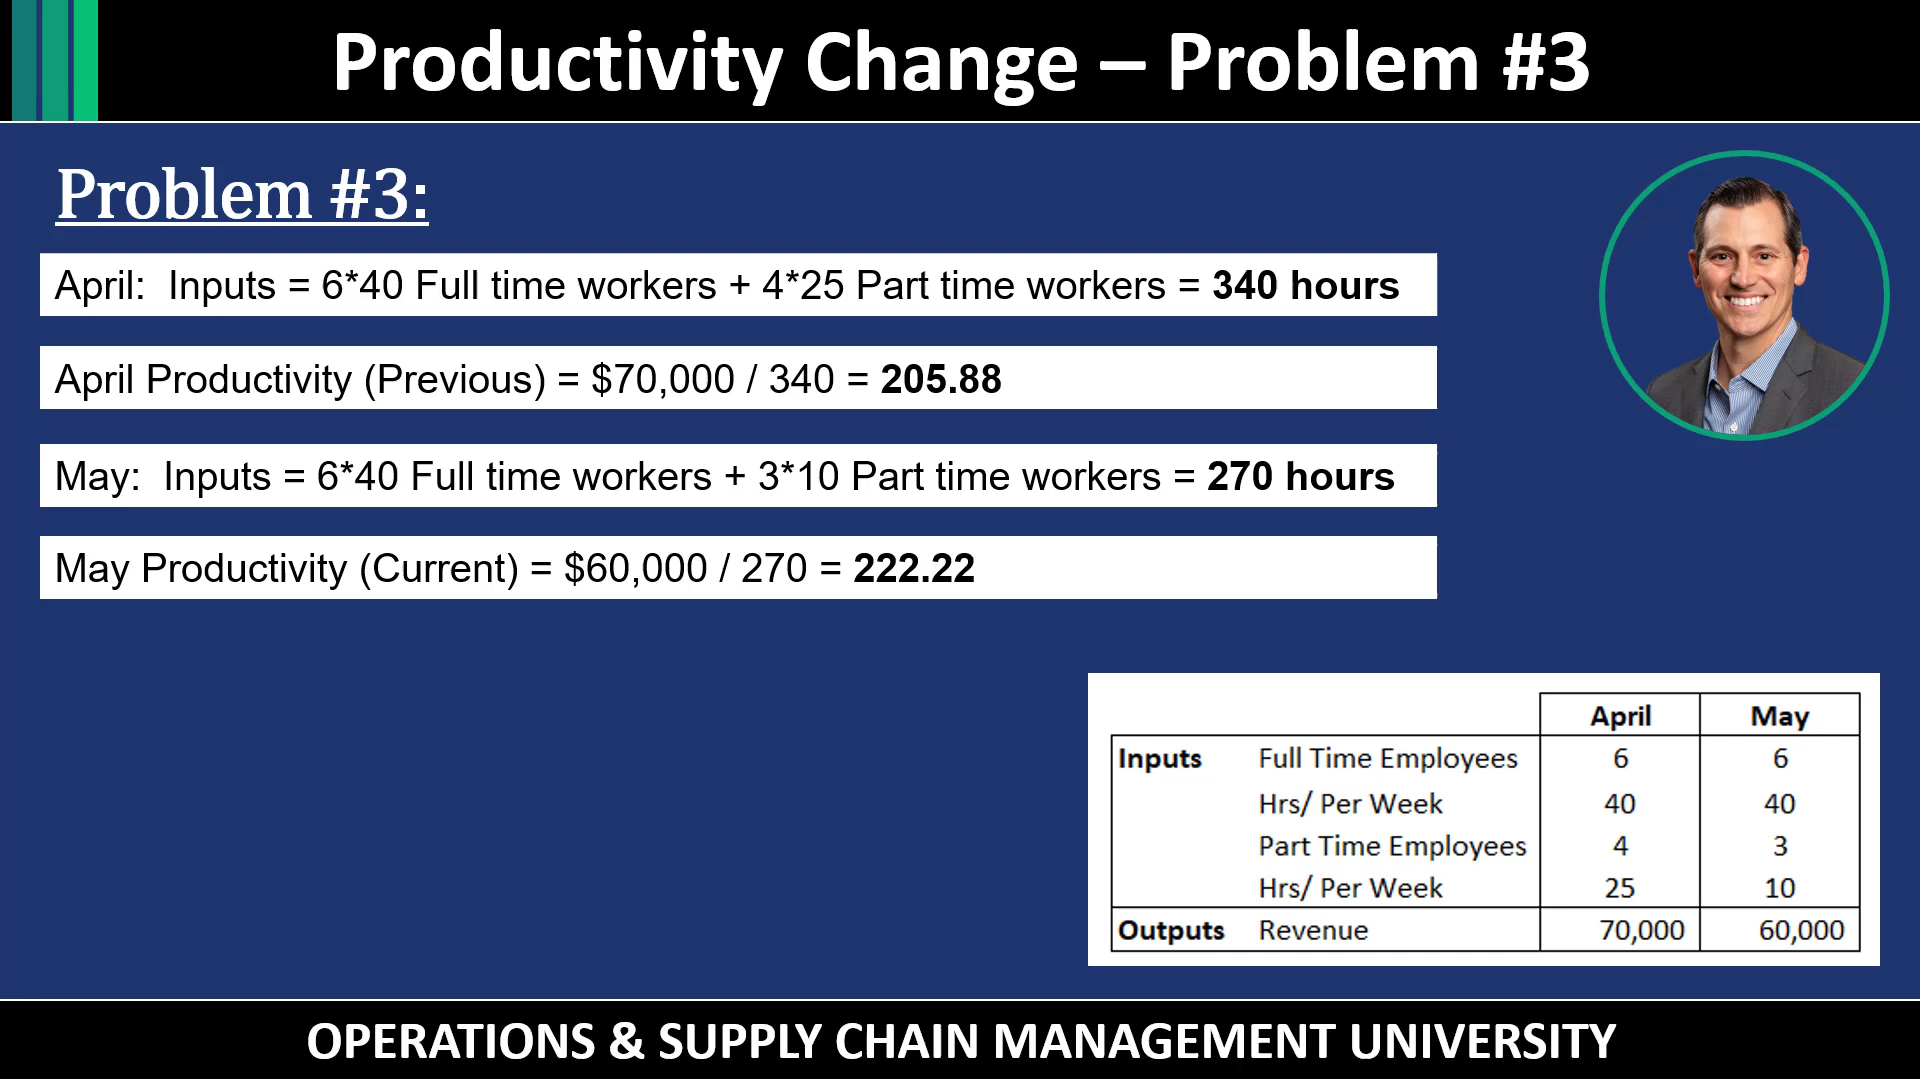 Productivity Change – Problem #3
Problem #3:
April:  Inputs = 6*40 Full time workers + 4*25 Part time workers = 340 hours
April Productivity (Previous) = $70,000 / 340 = 205.88
May:  Inputs = 6*40 Full time workers + 3*10 Part time workers = 270 hours
May Productivity (Current) = $60,000 / 270 = 222.22
April May
Inputs Full Time Employees 6 6
Hrs/ Per Week 40 40
Part Time Employees 4 3
Hrs/ Per Week 25 10
Outputs Revenue 70,000 60,000
OPERATIONS & SUPPLY CHAIN MANAGEMENT UNIVERSITY